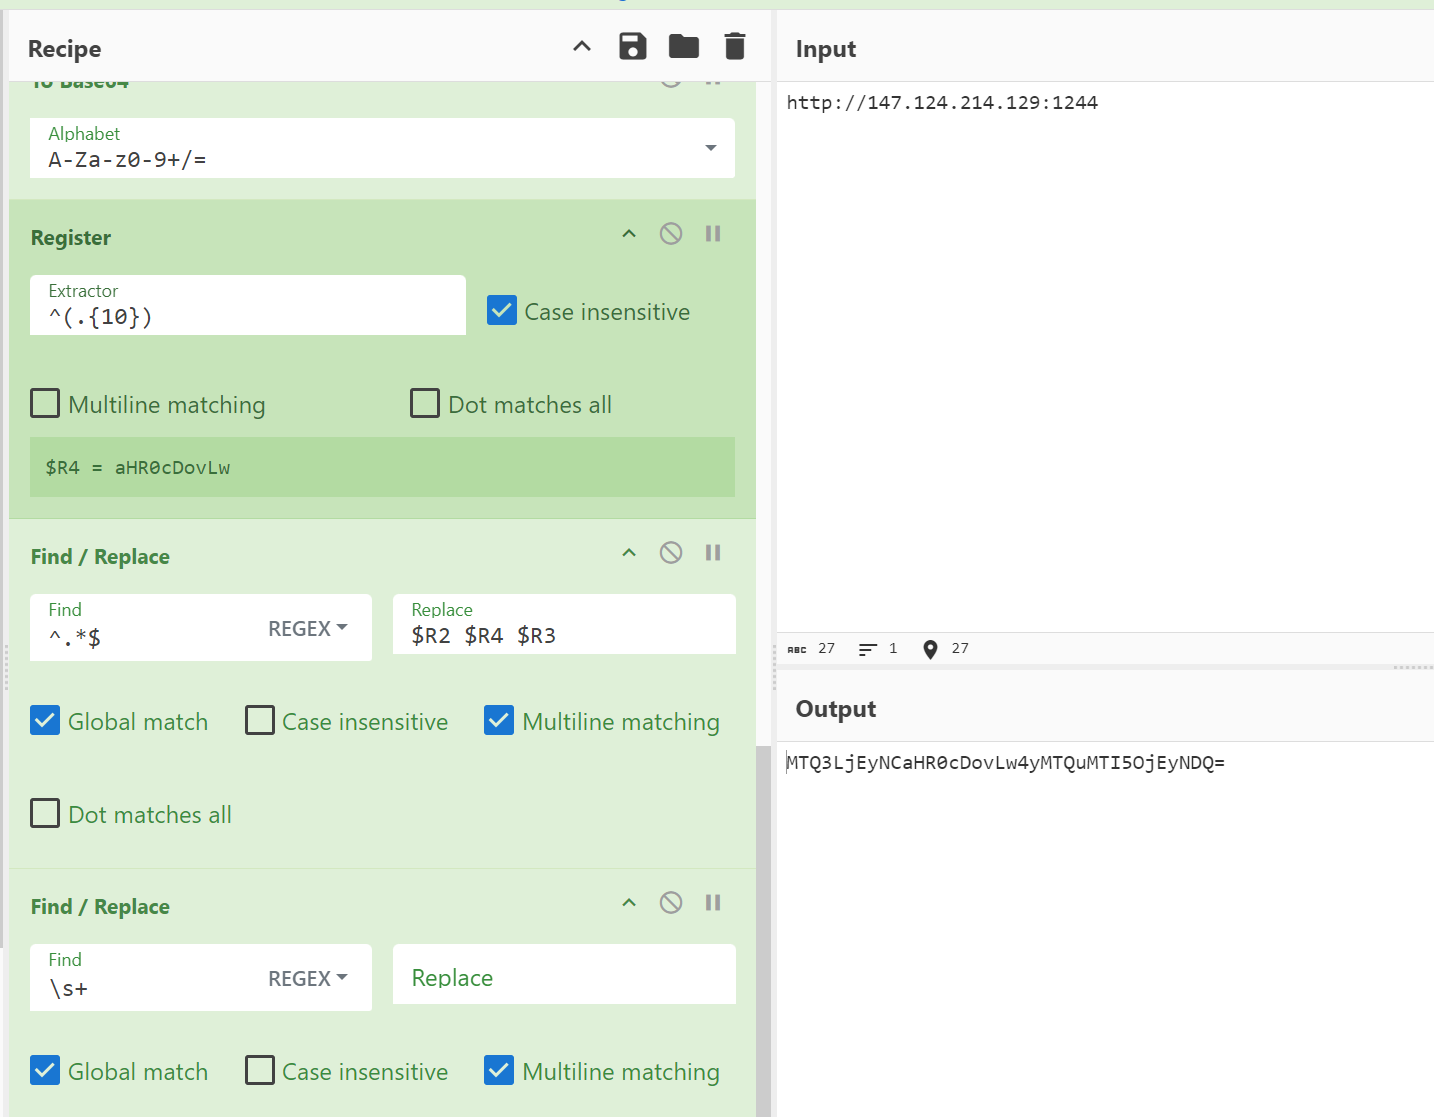 Recipe
To Base64
Alphabet
A-Za-z0-9+/=
Register
Extractor
^(.{10})
Case insensitive
Multiline matching
Dot matches all
$R4 = aHR0cDovLw
Find / Replace
Find
^.*$
REGEX
Replace
$R2 $R4 $R3
Global match
Case insensitive
Multiline matching
Dot matches all
Find / Replace
Find
\s+
REGEX
Replace
Global match
Case insensitive
Multiline matching
Input
http://147.124.214.129:1244
ABC 27 1 27
Output
MTQ3LjEyNCaHR0cDovLw4yMTQuMTI5OjEyNDQ=